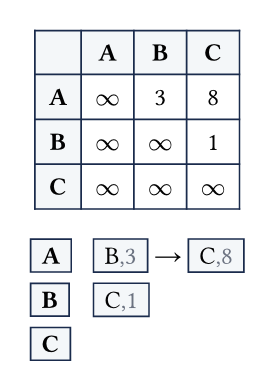 A B C
A ∞ 3 8
B ∞ ∞ 1
C ∞ ∞ ∞
A B,3 → C,8
B C,1
C